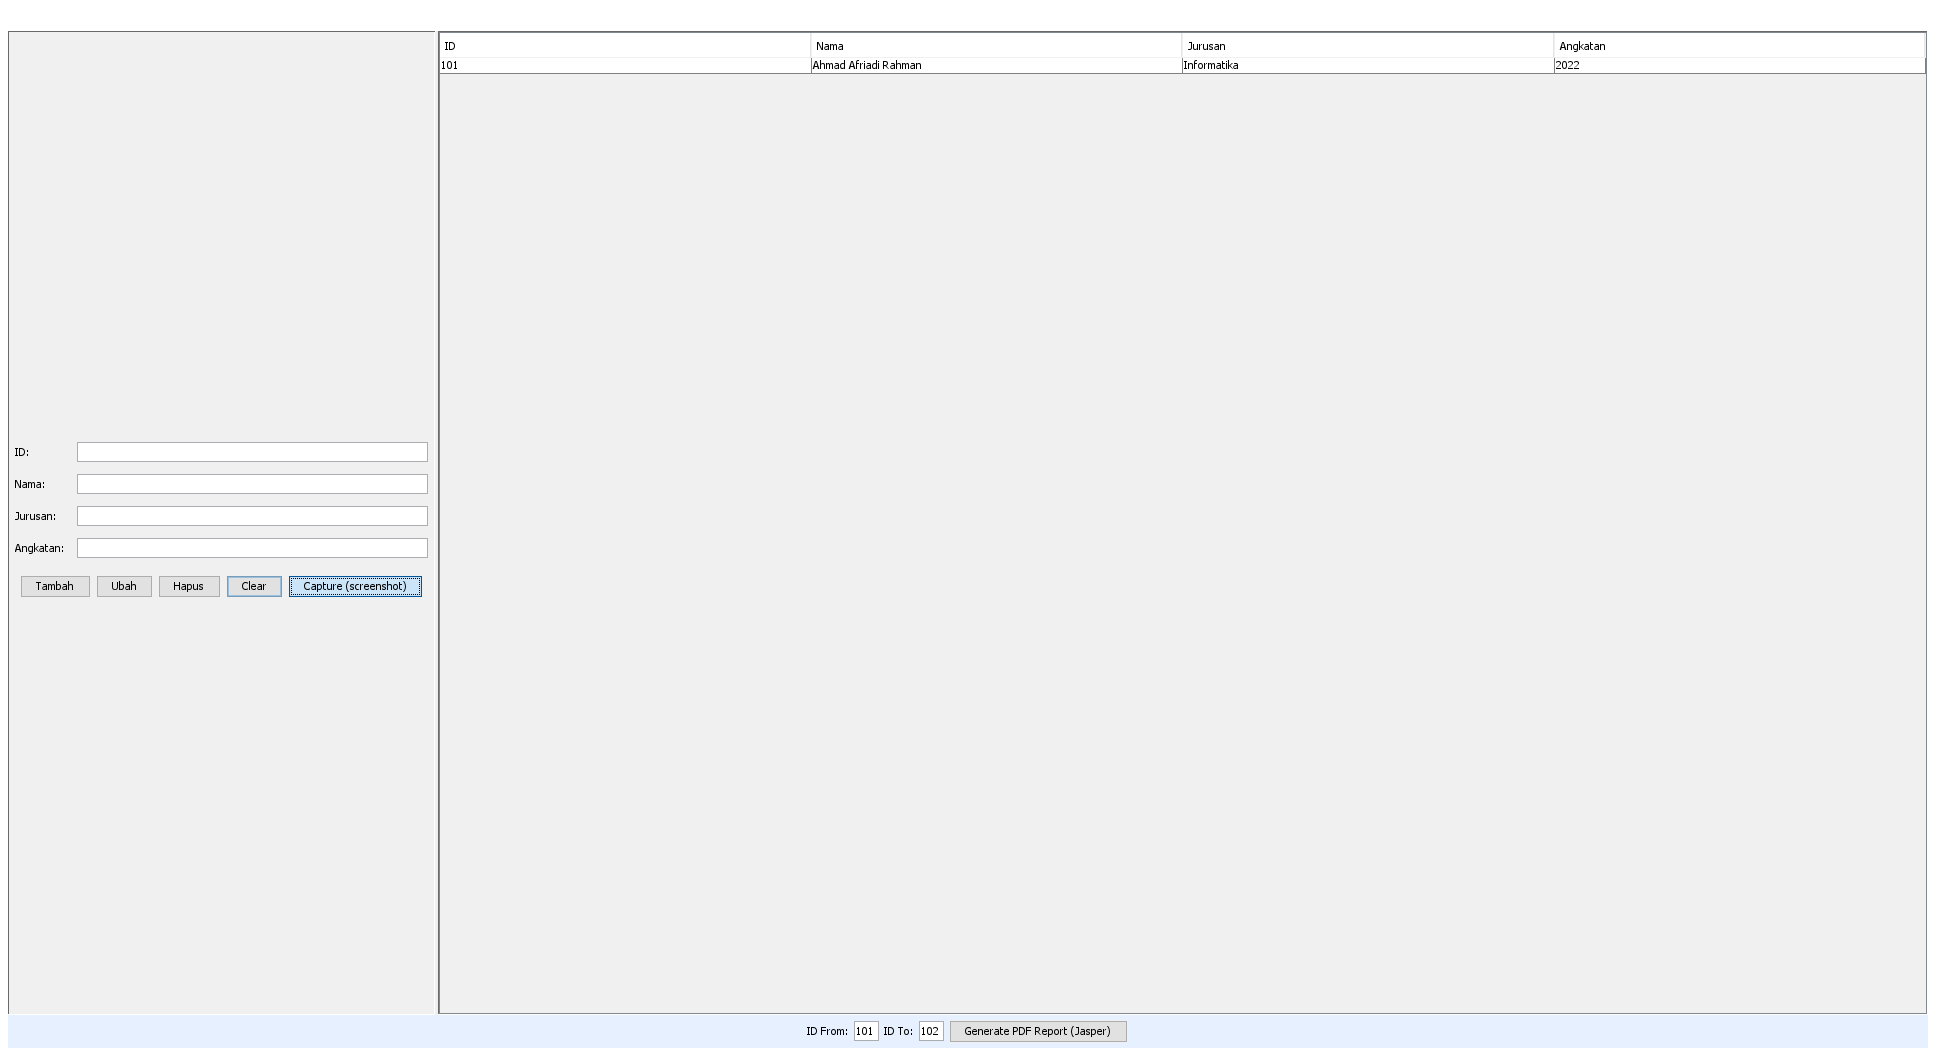 ID Nama Jurusan Angkatan
101 Ahmad Afriadi Rahman Informatika 2022
ID:
Nama:
Jurusan:
Angkatan:
Tambah Ubah Hapus Clear Capture (screenshot)
ID From: 101 ID To: 102 Generate PDF Report (Jasper)